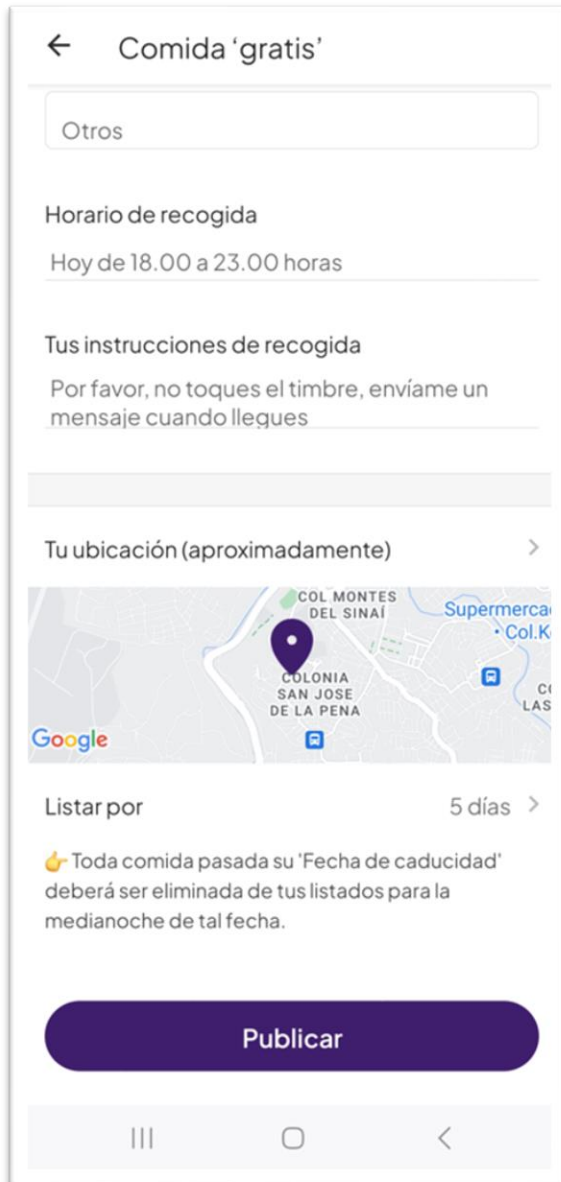 Comida ‘gratis’
Otros
Horario de recogida
Hoy de 18.00 a 23.00 horas
Tus instrucciones de recogida
Por favor, no toques el timbre, envíame un
mensaje cuando llegues
Tu ubicación (aproximadamente)
COL MONTES
DEL SINAÍ
Supermerca
Col.K
COLONIA
SAN JOSE
DE LA PENA
LAS
Google
Listar por
5 días
👉 Toda comida pasada su 'Fecha de caducidad'
deberá ser eliminada de tus listados para la
medianoche de tal fecha.
Publicar